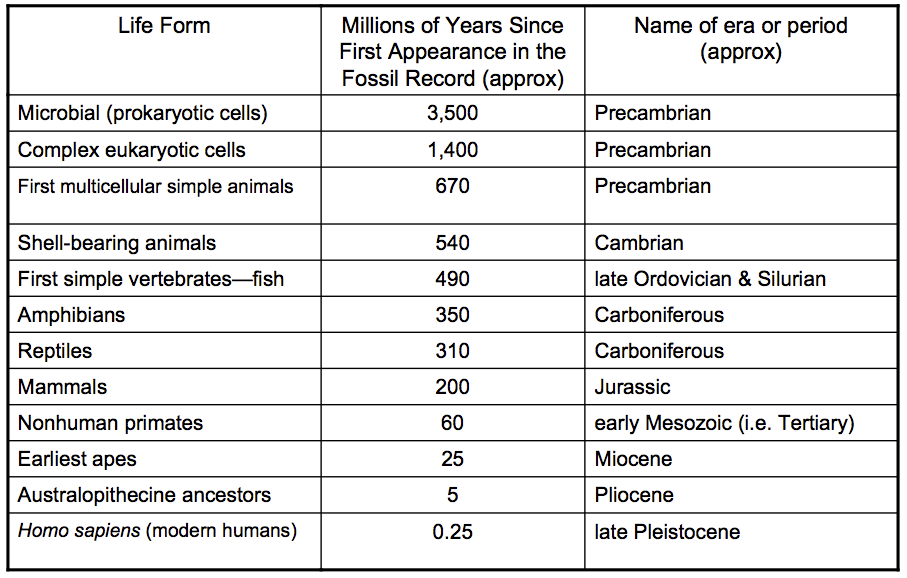 Life Form
Millions of Years Since
First Appearance in the
Fossil Record (approx)
Name of era or period
(approx)
Microbial (prokaryotic cells) 3,500 Precambrian
Complex eukaryotic cells 1,400 Precambrian
First multicellular simple animals 670 Precambrian
Shell-bearing animals 540 Cambrian
First simple vertebrates—fish 490 late Ordovician & Silurian
Amphibians 350 Carboniferous
Reptiles 310 Carboniferous
Mammals 200 Jurassic
Nonhuman primates 60 early Mesozoic (i.e. Tertiary)
Earliest apes 25 Miocene
Australopithecine ancestors 5 Pliocene
Homo sapiens (modern humans) 0.25 late Pleistocene